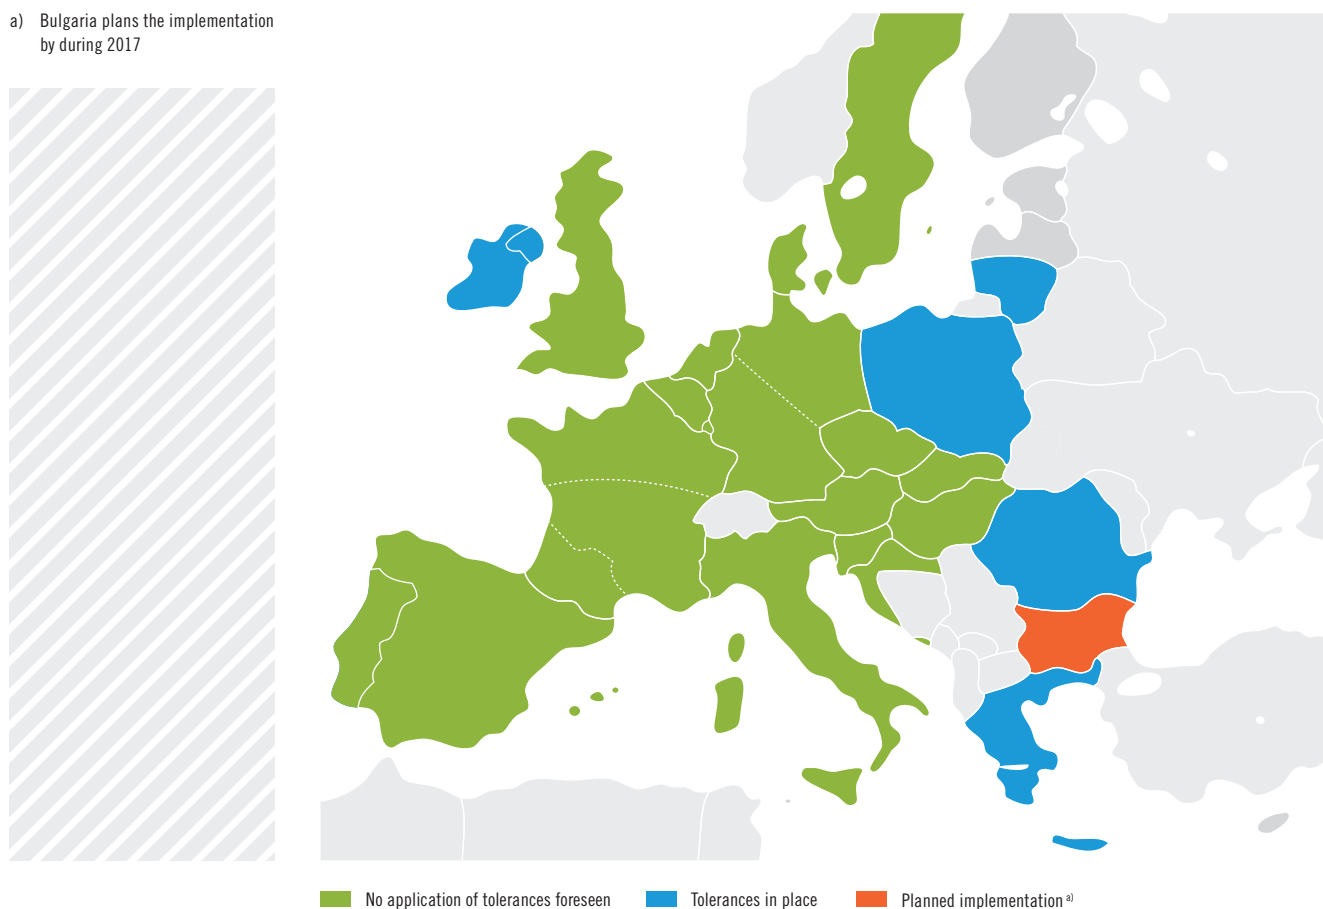 a) Bulgaria plans the implementation
by during 2017
No application of tolerances foreseen
Tolerances in place
Planned implementation a)